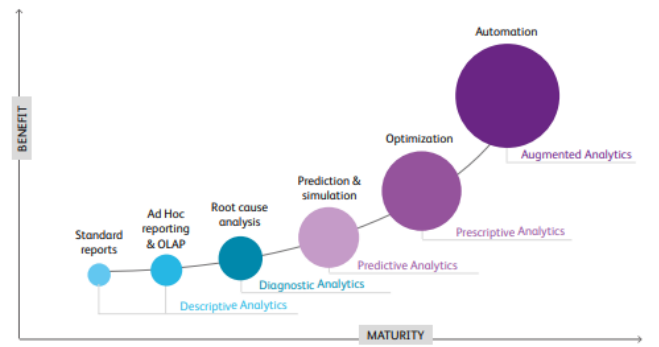 Automation
BENEFIT
Optimization
Augmented Analytics
Prediction &
simulation
Root cause
analysis
Ad Hoc
reporting
& OLAP
Standard
reports
Prescriptive Analytics
Predictive Analytics
Diagnostic Analytics
Descriptive Analytics
MATURITY